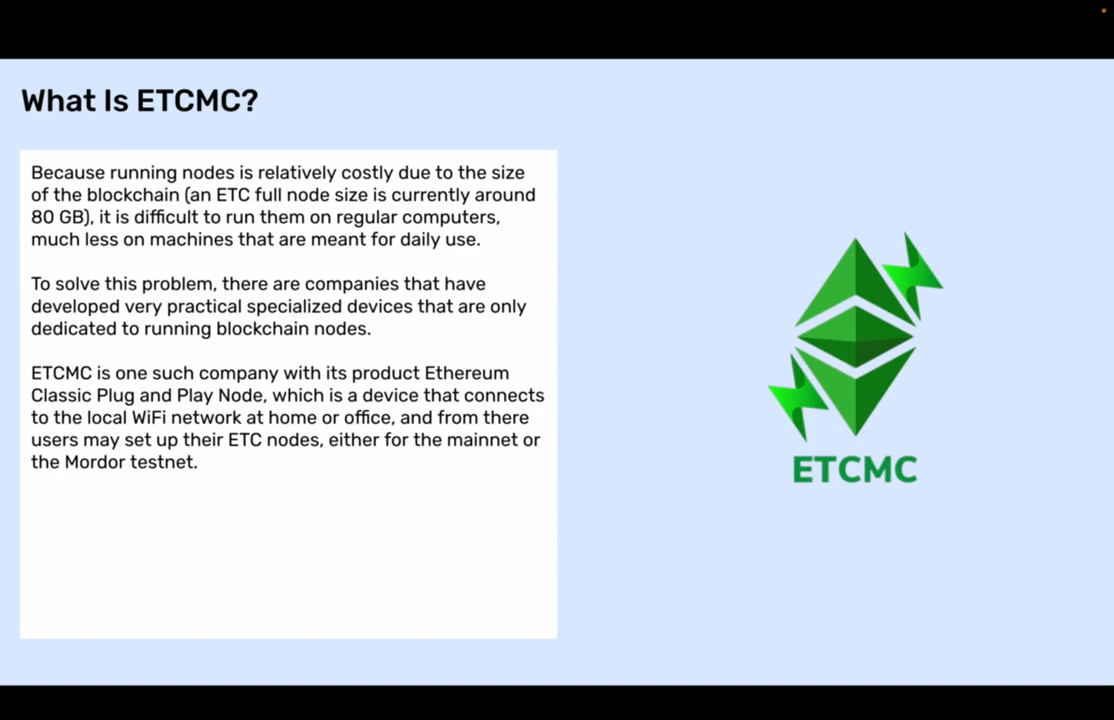 What Is ETCMC?
Because running nodes is relatively costly due to the size
of the blockchain (an ETC full node size is currently around
80 GB), it is difficult to run them on regular computers,
much less on machines that are meant for daily use.
To solve this problem, there are companies that have
developed very practical specialized devices that are only
dedicated to running blockchain nodes.
ETCMC is one such company with its product Ethereum
Classic Plug and Play Node, which is a device that connects
to the local WiFi network at home or office, and from there
users may set up their ETC nodes, either for the mainnet or
the Mordor testnet.
ETCMC